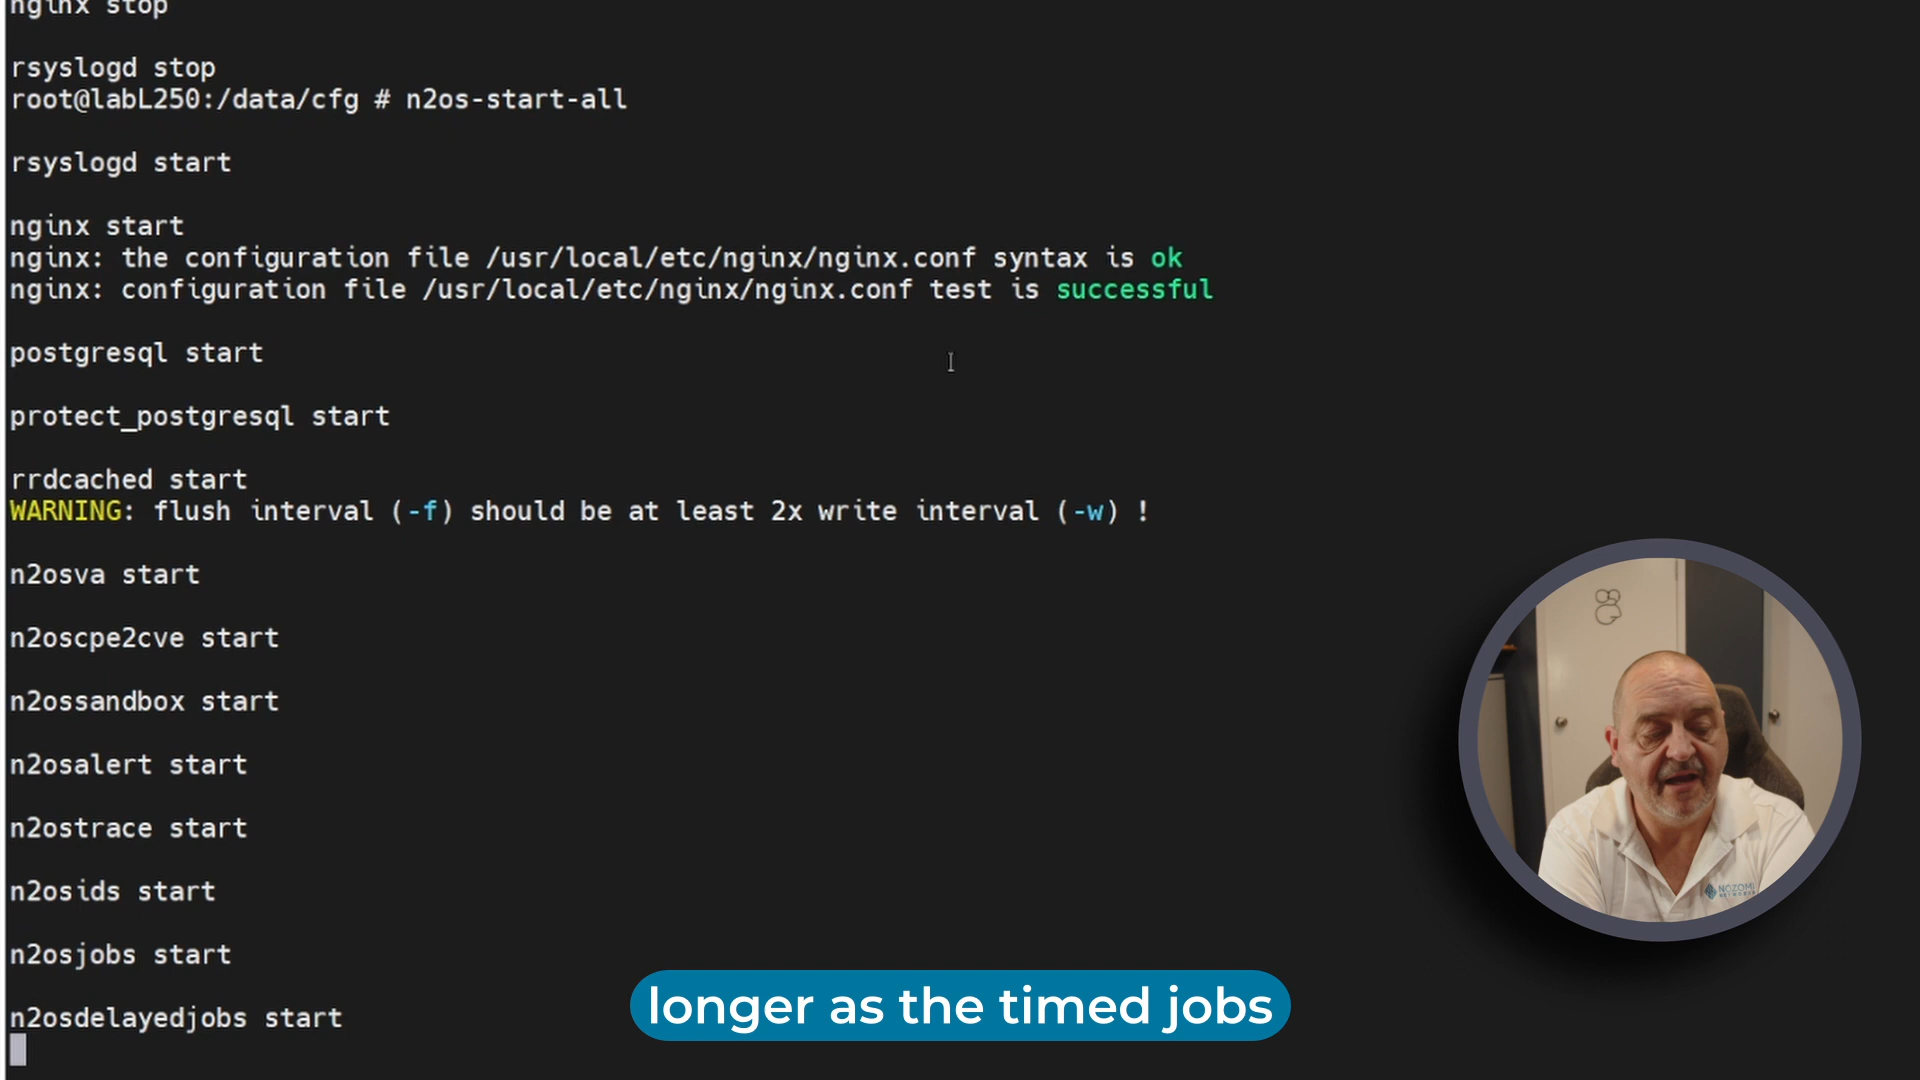 nginx stop
rsyslogd stop
root@labL250:/data/cfg # n2os-start-all
rsyslogd start
nginx start
nginx: the configuration file /usr/local/etc/nginx/nginx.conf syntax is ok
nginx: configuration file /usr/local/etc/nginx/nginx.conf test is successful
postgresql start
protect_postgresql start
rrdcached start
WARNING: flush interval (-f) should be at least 2x write interval (-w) !
n2osva start
n2oscpe2cve start
n2ossandbox start
n2osalert start
n2ostrace start
n2osids start
NOZOMI
NETWORKS
n2osjobs start
n2osdelayedjobs start
longer as the timed jobs